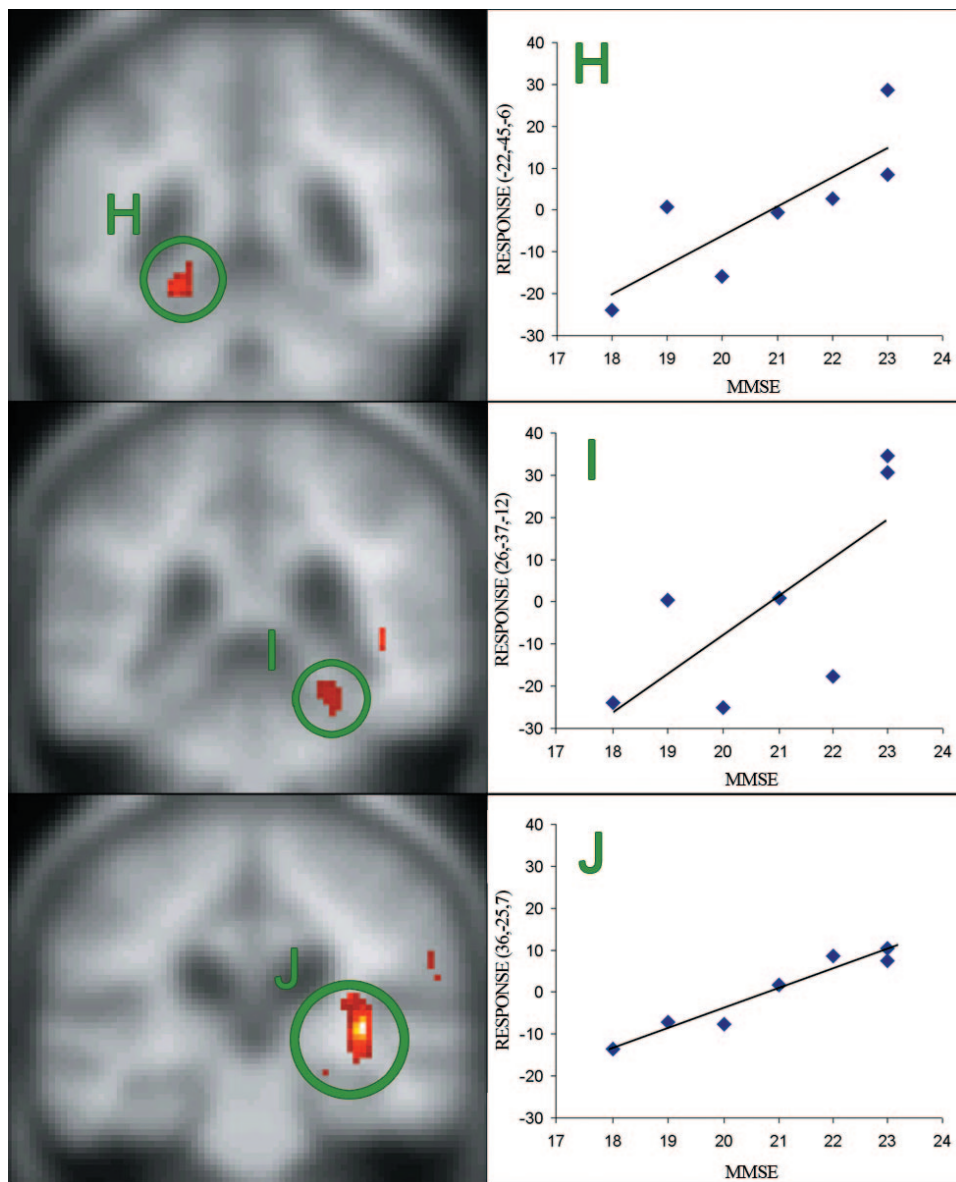 H
H
RESPONSE (-22,-45,-6)
40
30
20
10
0
-10
-20
-30
17 18 19 20 21 22 23 24
MMSE
I
I
RESPONSE (26,-37,-12)
40
30
20
10
0
-10
-20
-30
17 18 19 20 21 22 23 24
MMSE
J
J
RESPONSE (36,-25,7)
40
30
20
10
0
-10
-20
-30
17 18 19 20 21 22 23 24
MMSE